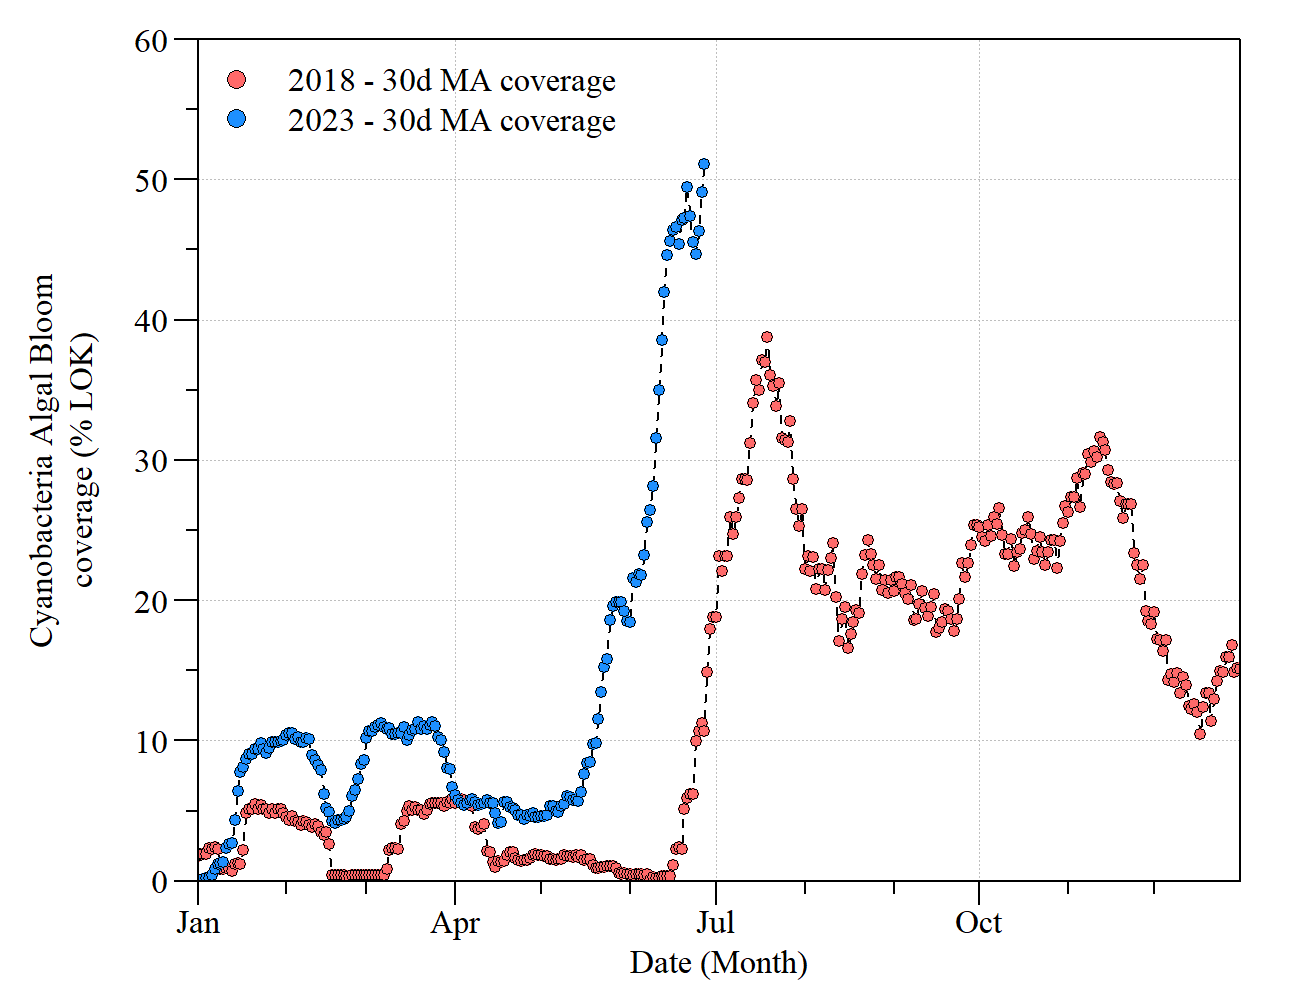 60
50
40
30
20
10
0
2018 - 30d MA coverage
2023 - 30d MA coverage
Cyanobacteria Algal Bloom
coverage (% LOK)
Jan
Apr
Jul
Oct
Date (Month)